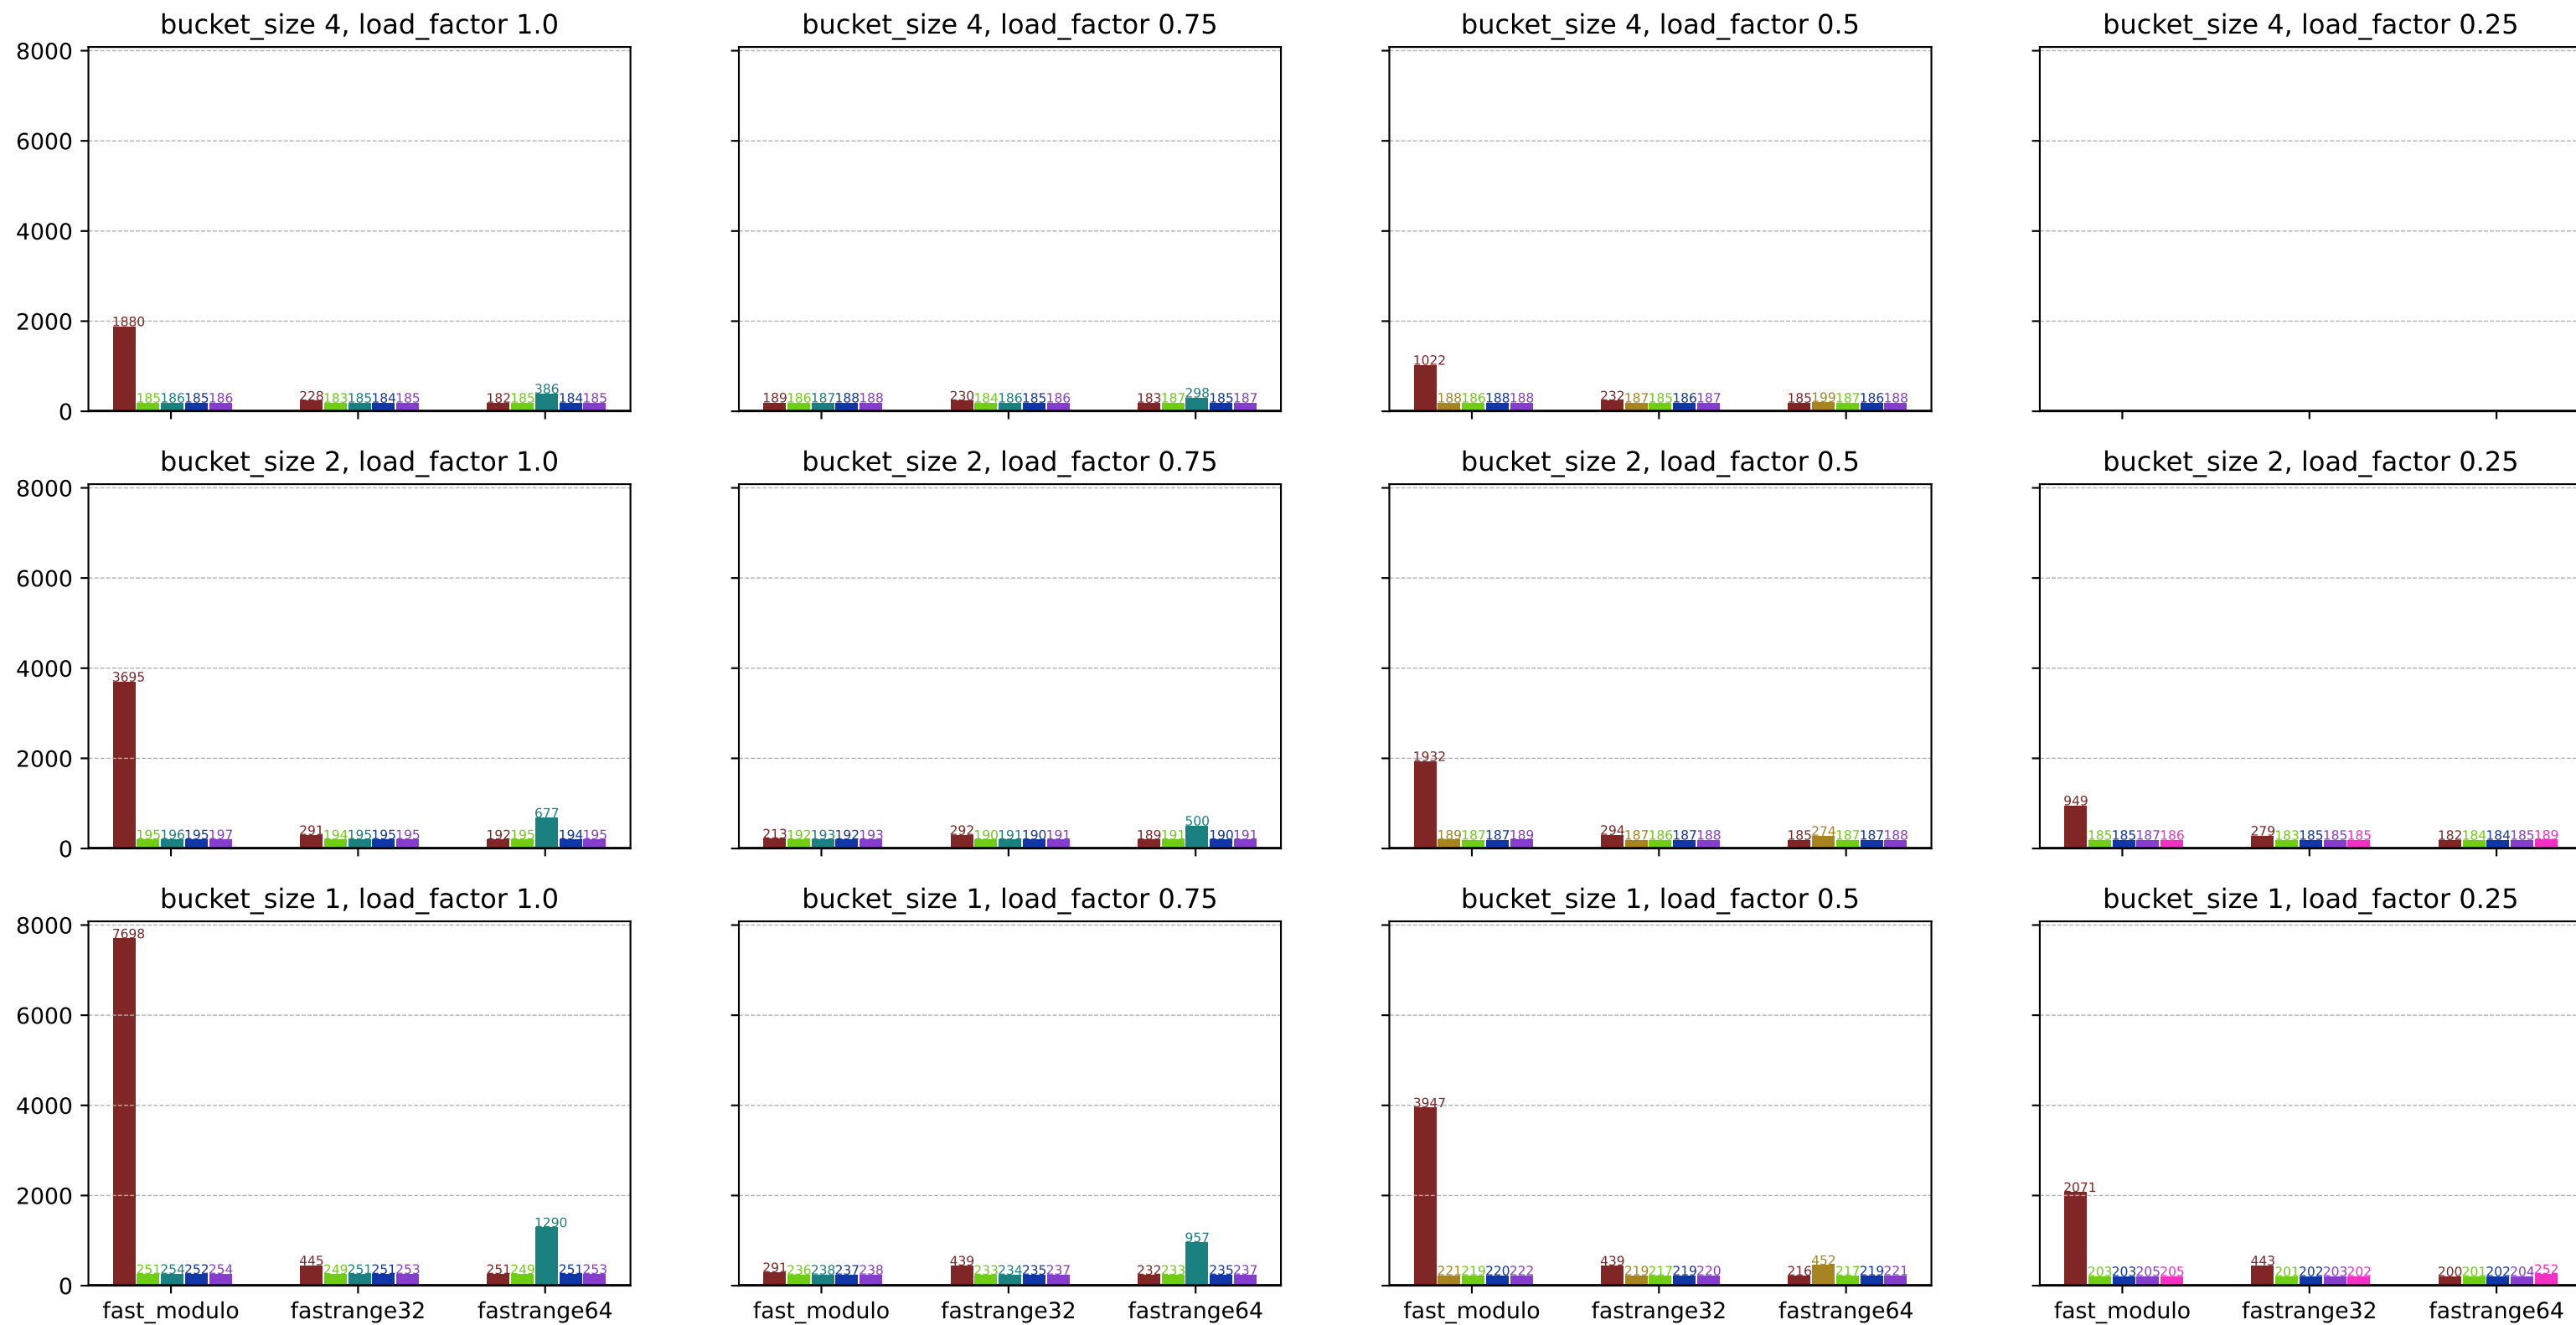 bucket_size 4, load_factor 1.0
8000
6000
4000
2000
0
1880 185 186 185 186
228 183 185 184 185
182 185 386 184 185
bucket_size 4, load_factor 0.75
189 186 187 188 188
230 184 186 185 186
183 187 298 185 187
bucket_size 4, load_factor 0.5
1022 188 186 188 188
232 187 185 186 187
185 199 187 186 188
bucket_size 4, load_factor 0.25
bucket_size 2, load_factor 1.0
8000
6000
4000
2000
0
3695 195 196 195 197
291 194 195 195 195
192 195 677 194 195
bucket_size 2, load_factor 0.75
213 192 193 192 193
292 190 191 190 191
189 191 500 190 191
bucket_size 2, load_factor 0.5
1932 189 187 187 189
294 187 186 187 188
185 274 187 187 188
bucket_size 2, load_factor 0.25
949 185 185 187 186
279 183 185 185 185
182 184 184 185 189
bucket_size 1, load_factor 1.0
8000
6000
4000
2000
0
7698 251 254 252 254
445 249 251 251 253
251 249 1290 251 253
fast_modulo fastrange32 fastrange64
bucket_size 1, load_factor 0.75
291 236 238 237 238
439 233 234 235 237
232 233 957 235 237
fast_modulo fastrange32 fastrange64
bucket_size 1, load_factor 0.5
3947 221 219 220 222
439 219 217 219 220
216 452 217 219 221
fast_modulo fastrange32 fastrange64
bucket_size 1, load_factor 0.25
2071 203 203 205 205
443 201 202 203 202
200 201 202 204 252
fast_modulo fastrange32 fastrange64